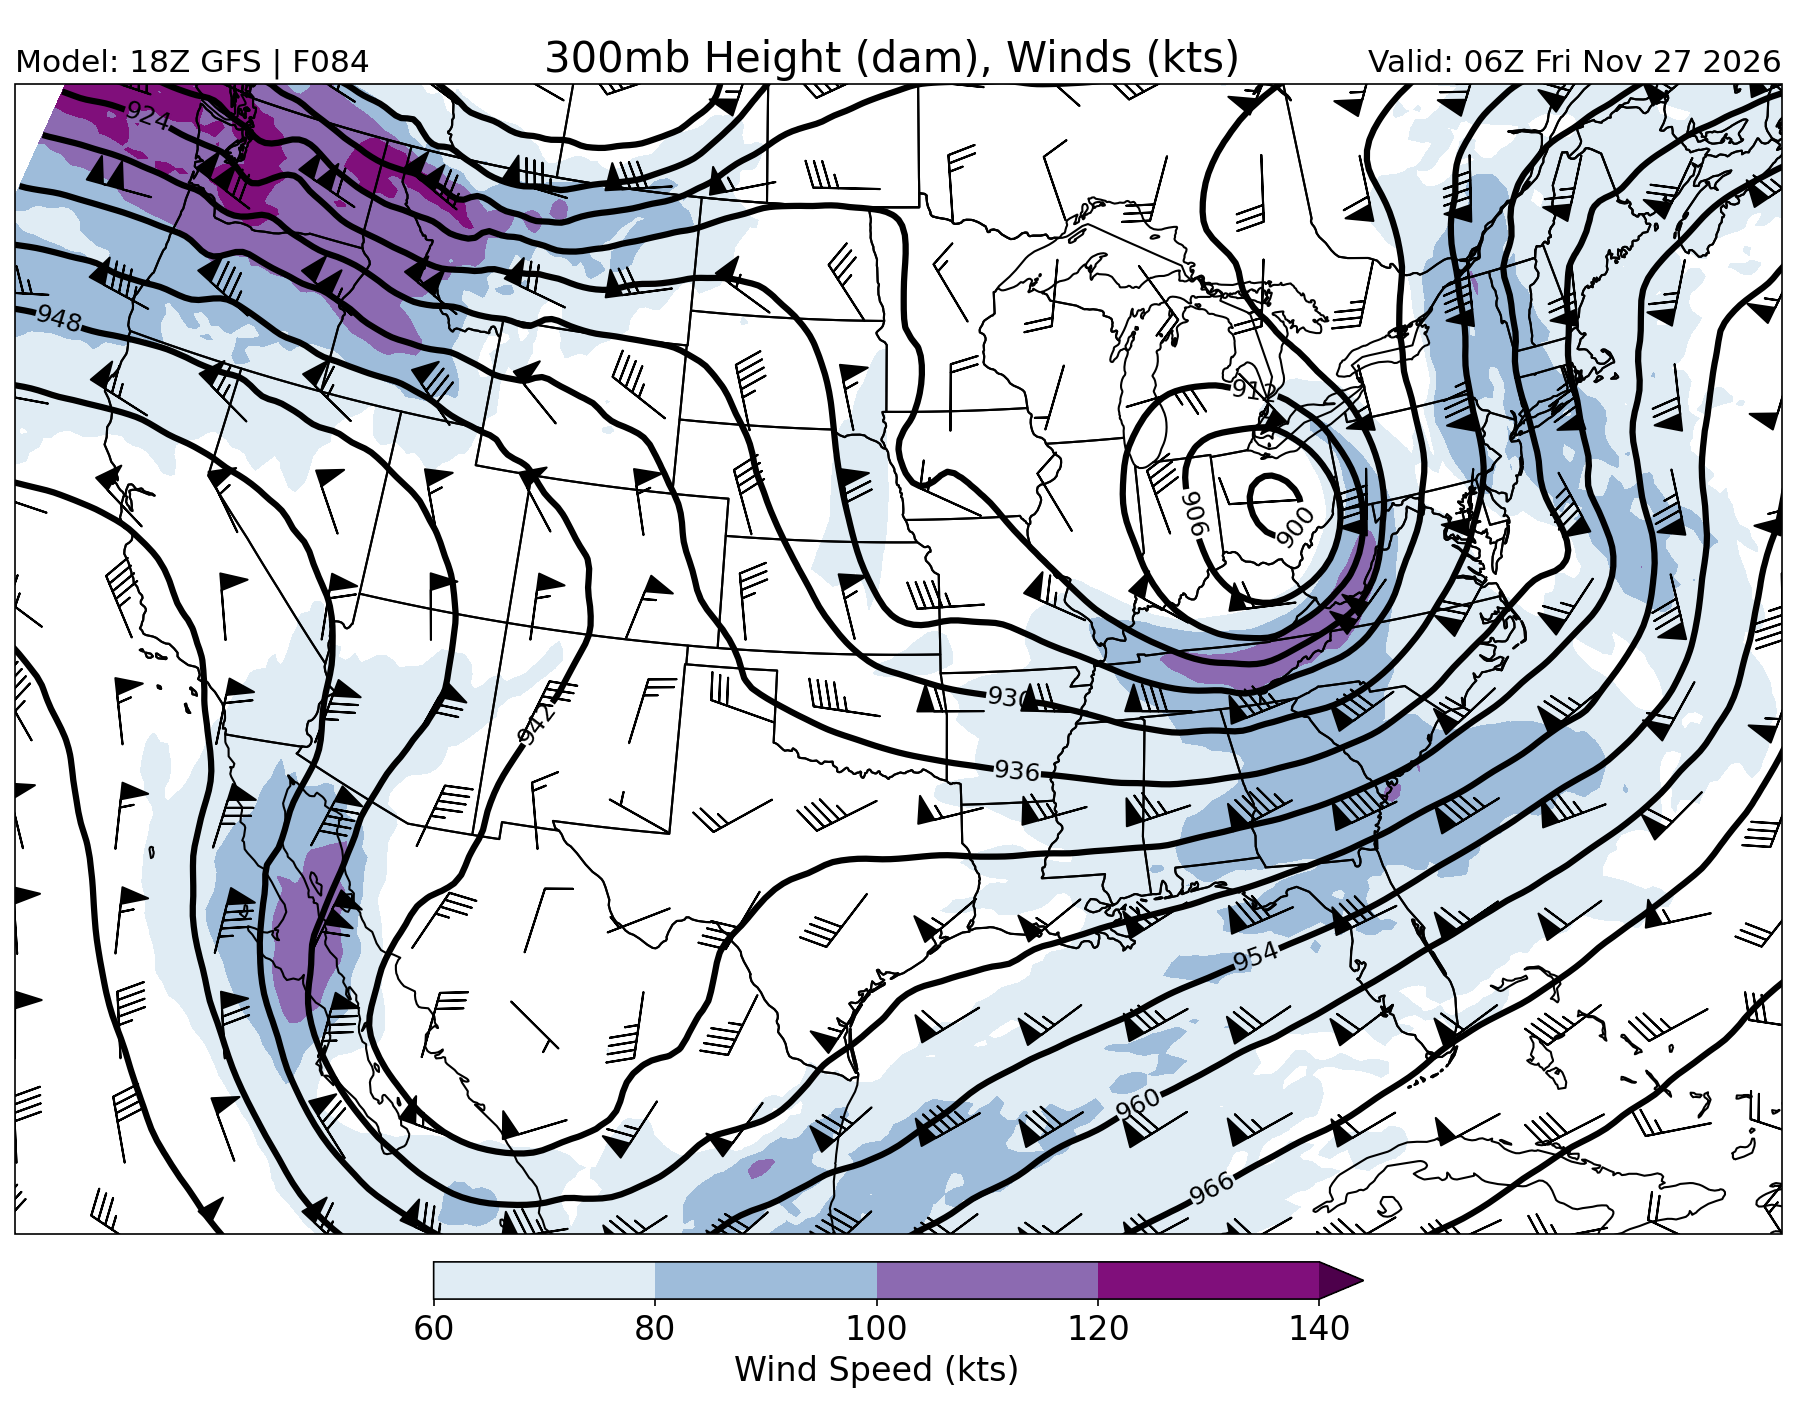 Model: 18Z GFS | F084
300mb Height (dam), Winds (kts)
Valid: 06Z Fri Nov 27 2026
924
948
912
906
900
930
942
936
954
960
966
60 80 100 120 140
Wind Speed (kts)